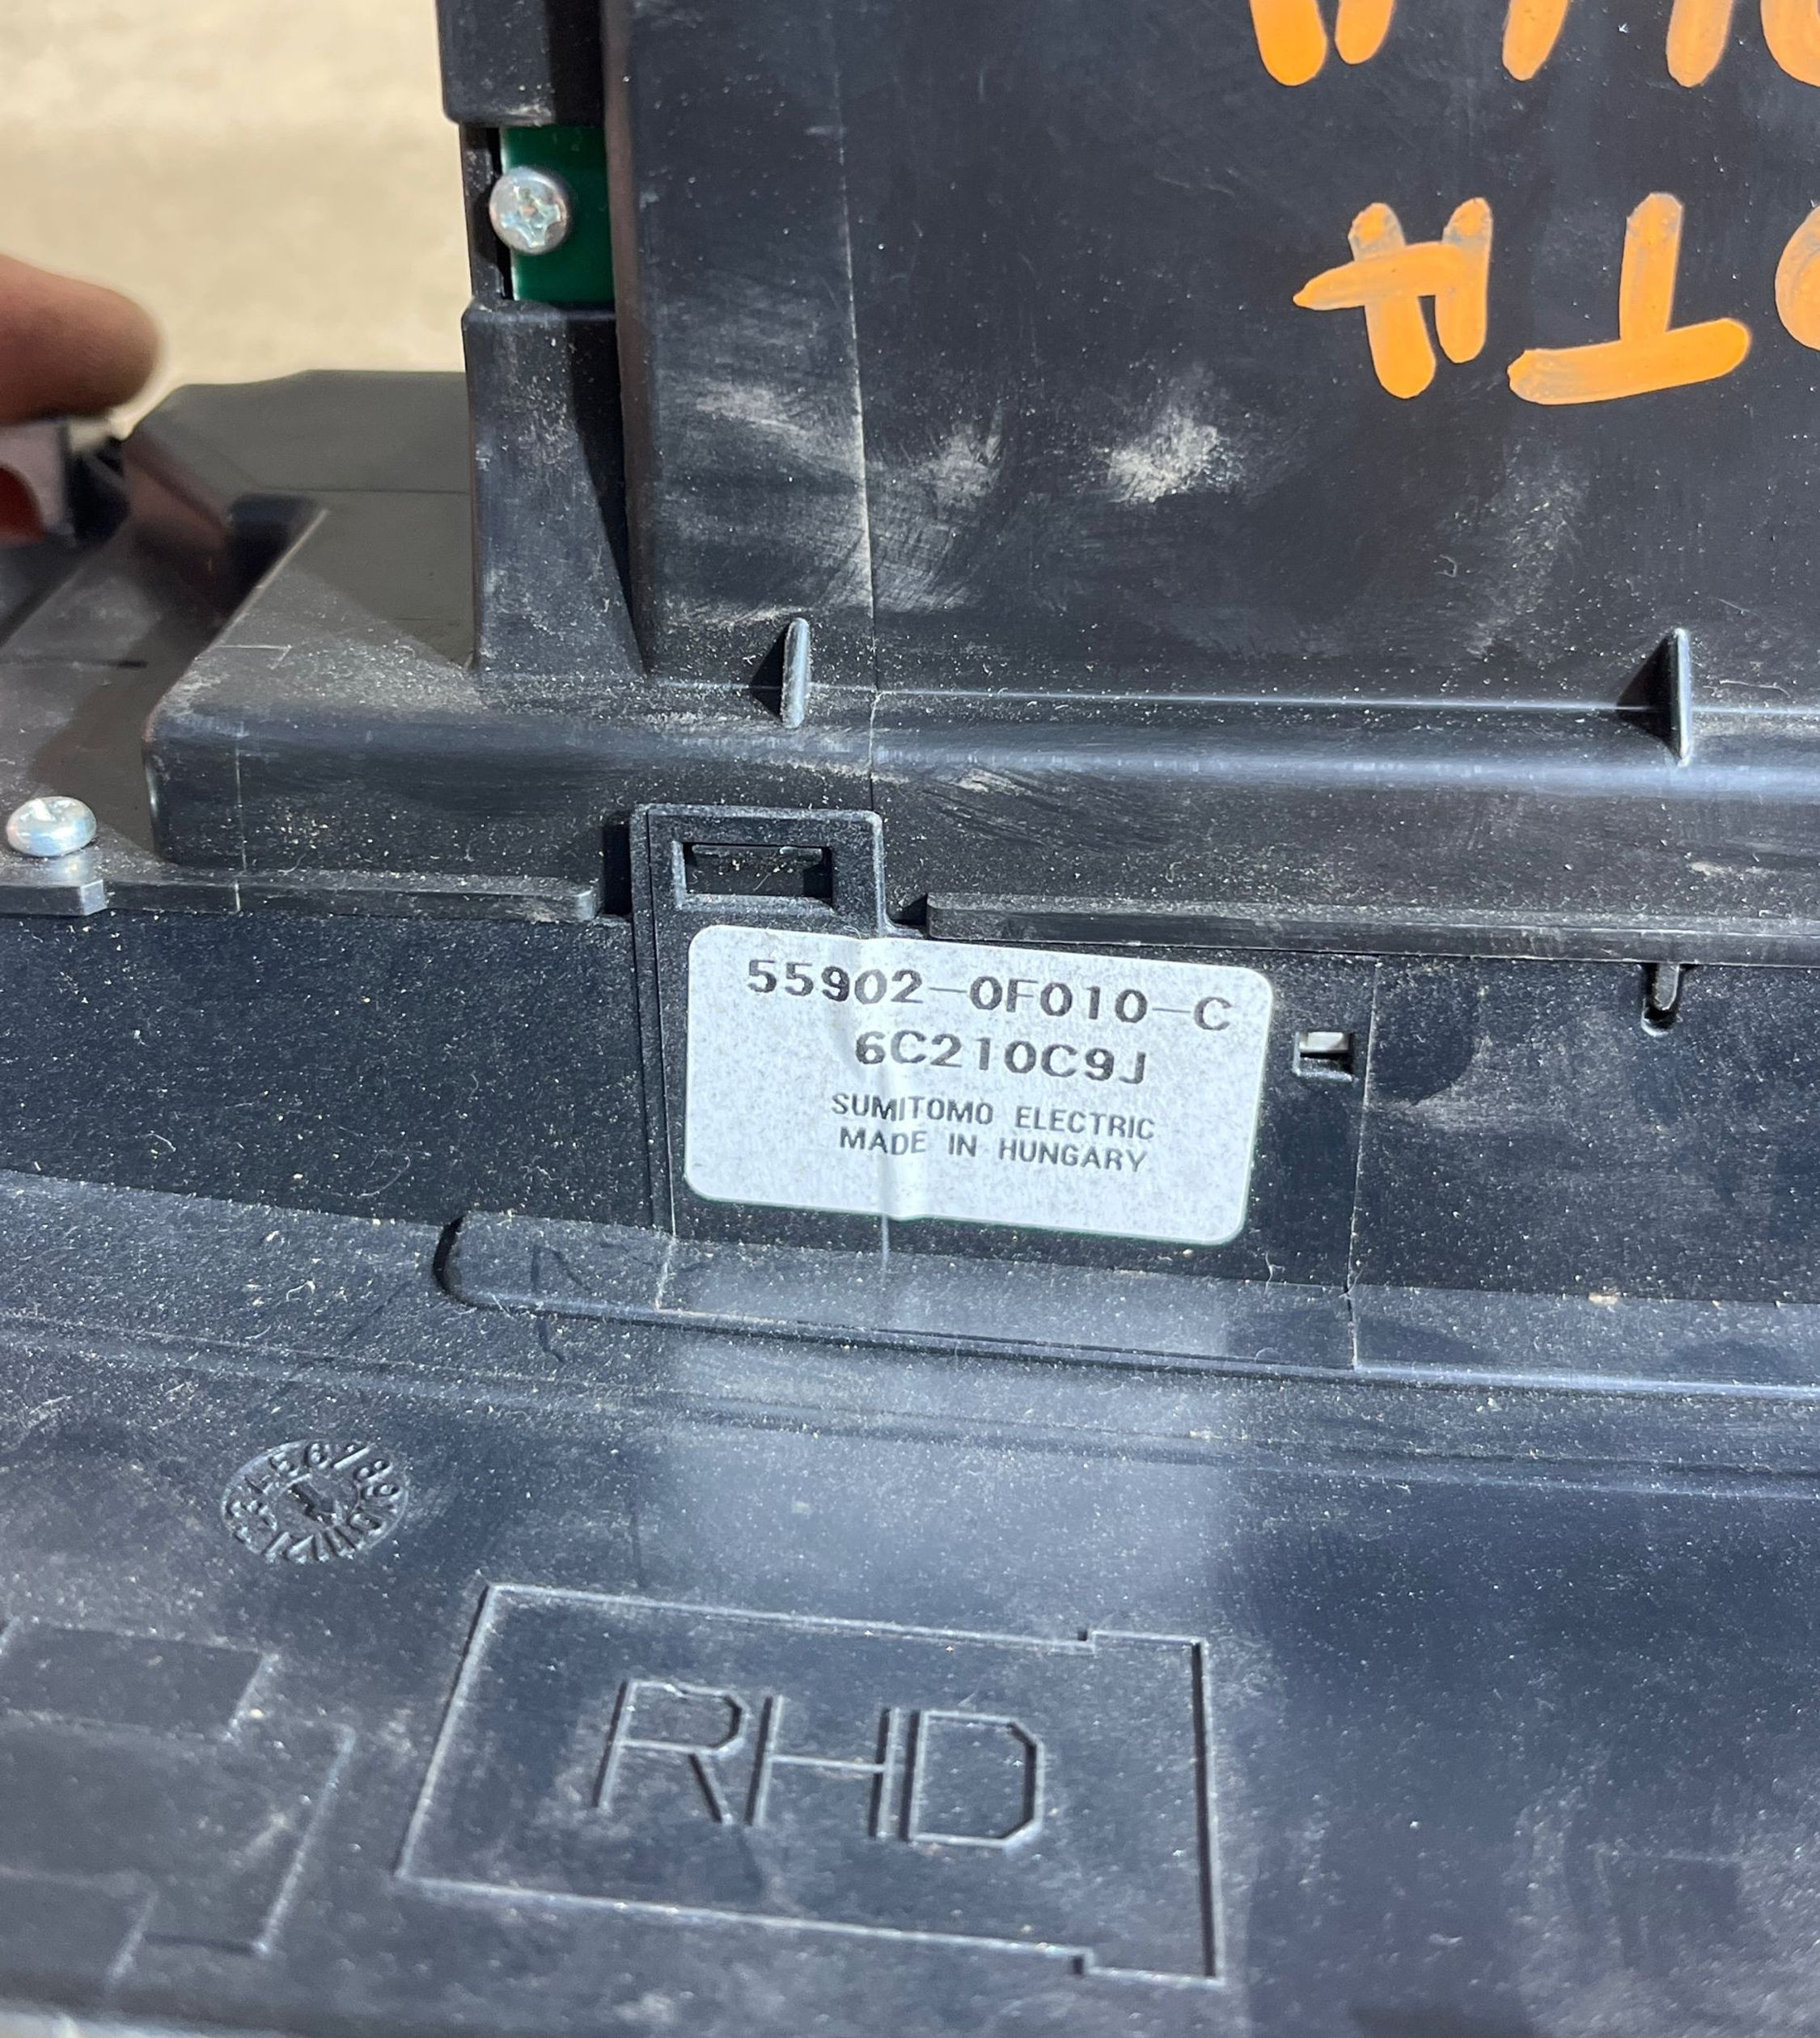 55902-0F010-C
6C210C9J
SUMITOMO ELECTRIC
MADE IN HUNGARY
RHD